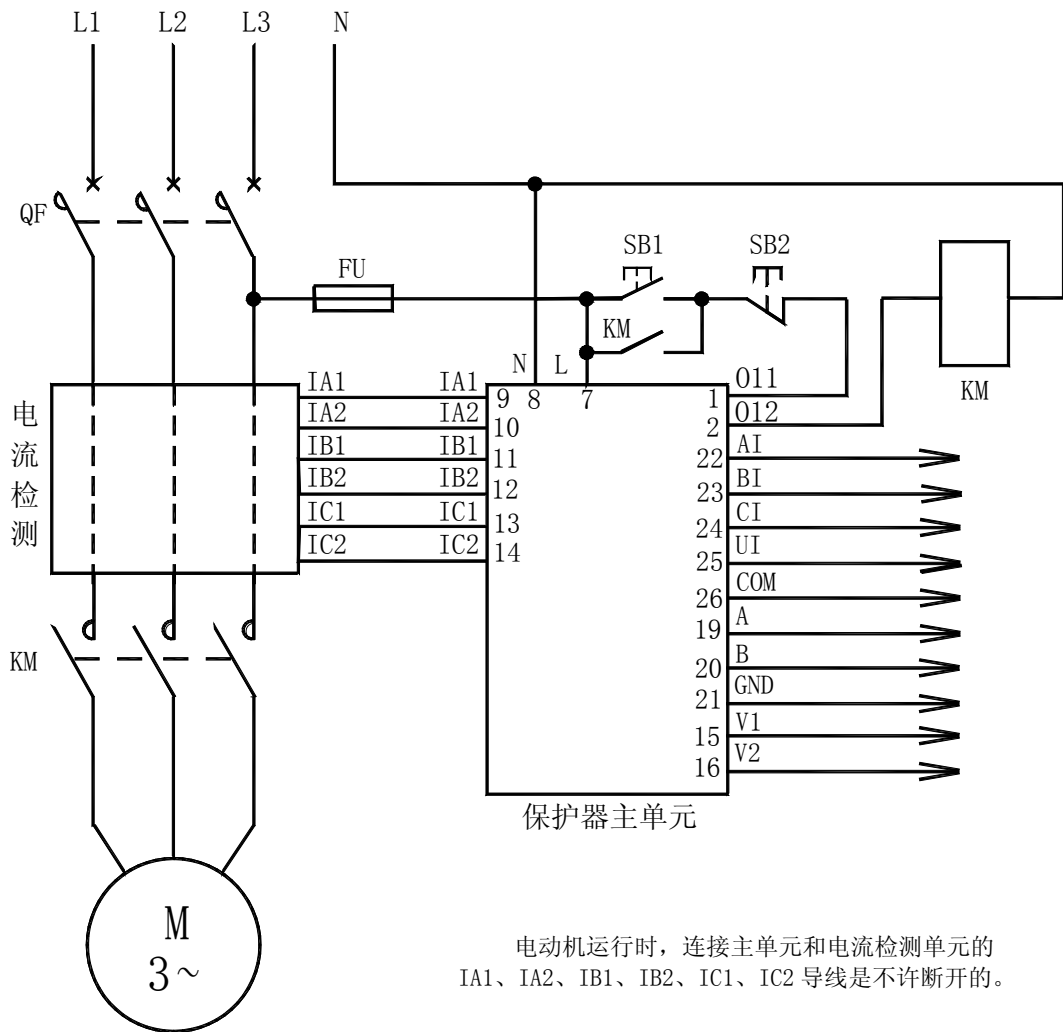 L1 L2 L3 N
QF
FU
SB1 SB2
KM
KM
N L
9 8 7
IA1 IA1
IA2 IA2
IB1 IB1
IB2 IB2
IC1 IC1
IC2 IC2
10
11
12
13
14
电流检测
1 O11
2 O12
22 AI
23 BI
24 CI
25 UI
26 COM
19 A
20 B
21 GND
15 V1
16 V2
KM
保护器主单元
M
3~
电动机运行时，连接主单元和电流检测单元的
IA1、IA2、IB1、IB2、IC1、IC2 导线是不许断开的。